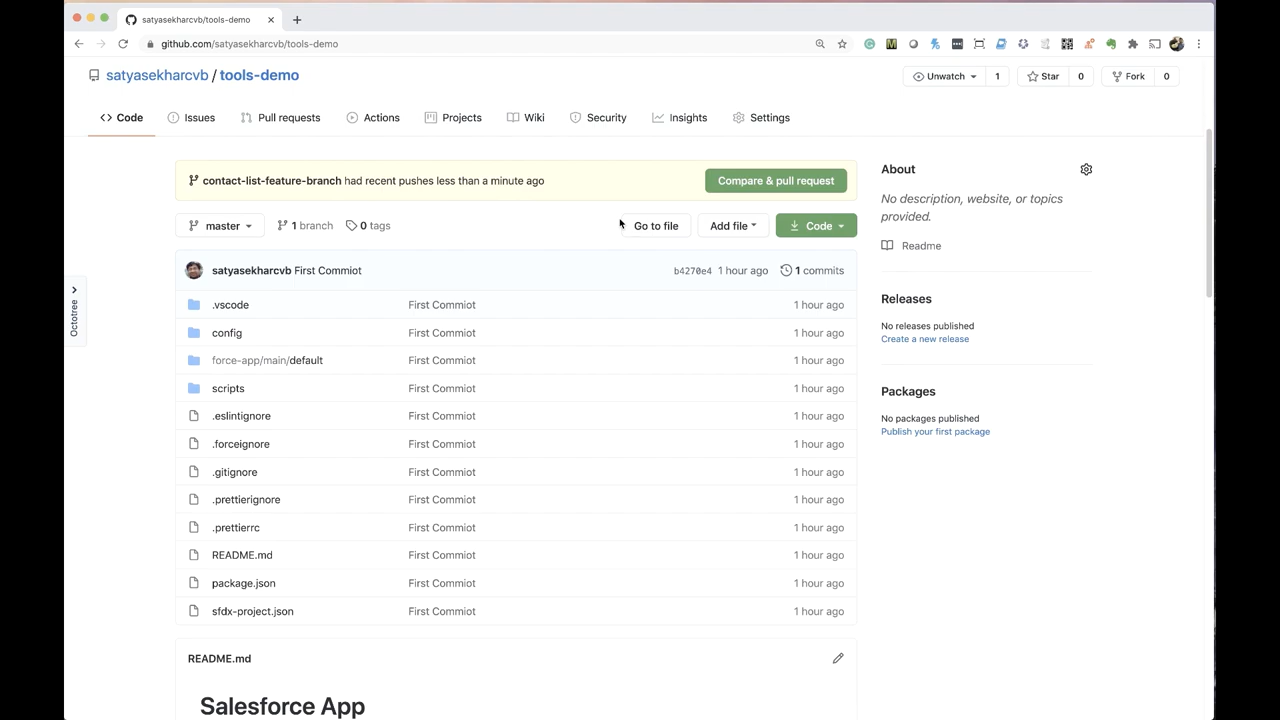 satyasekharcvb/tools-demo
github.com/satyasekharcvb/tools-demo
satyasekharcvb / tools-demo
Unwatch 1 Star 0 Fork 0
Code Issues Pull requests Actions Projects Wiki Security Insights Settings
contact-list-feature-branch had recent pushes less than a minute ago Compare & pull request
master 1 branch 0 tags Go to file Add file Code
satyasekharcvb First Commiot b4270e4 1 hour ago 1 commits
.vscode First Commiot 1 hour ago
config First Commiot 1 hour ago
force-app/main/default First Commiot 1 hour ago
scripts First Commiot 1 hour ago
.eslintignore First Commiot 1 hour ago
.forceignore First Commiot 1 hour ago
.gitignore First Commiot 1 hour ago
.prettierignore First Commiot 1 hour ago
.prettierrc First Commiot 1 hour ago
README.md First Commiot 1 hour ago
package.json First Commiot 1 hour ago
sfdx-project.json First Commiot 1 hour ago
README.md
Salesforce App
About
No description, website, or topics
provided.
Readme
Releases
No releases published
Create a new release
Packages
No packages published
Publish your first package
Octotree